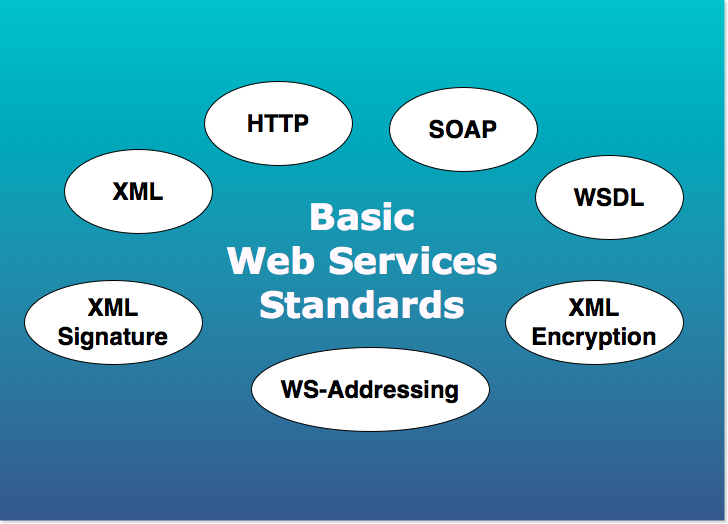 HTTP
SOAP
XML
WSDL
Basic
Web Services
Standards
XML
Signature
XML
Encryption
WS-Addressing